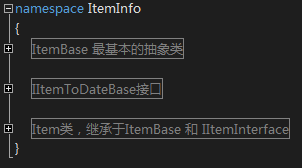 namespace ItemInfo
{
ItemBase 最基本的抽象类
IItemToDateBase接口
Item类，继承于ItemBase 和 IItemInterface
}